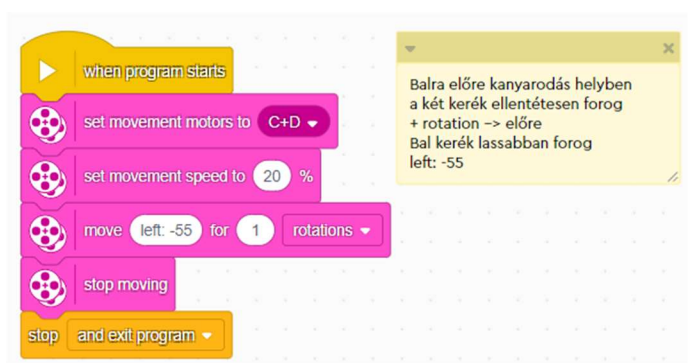 when program starts
set movement motors to C+D
set movement speed to 20 %
move left: -55 for 1 rotations
stop moving
stop and exit program
Balra előre kanyarodás helyben
a két kerék ellentétesen forog
+ rotation –> előre
Bal kerék lassabban forog
left: -55